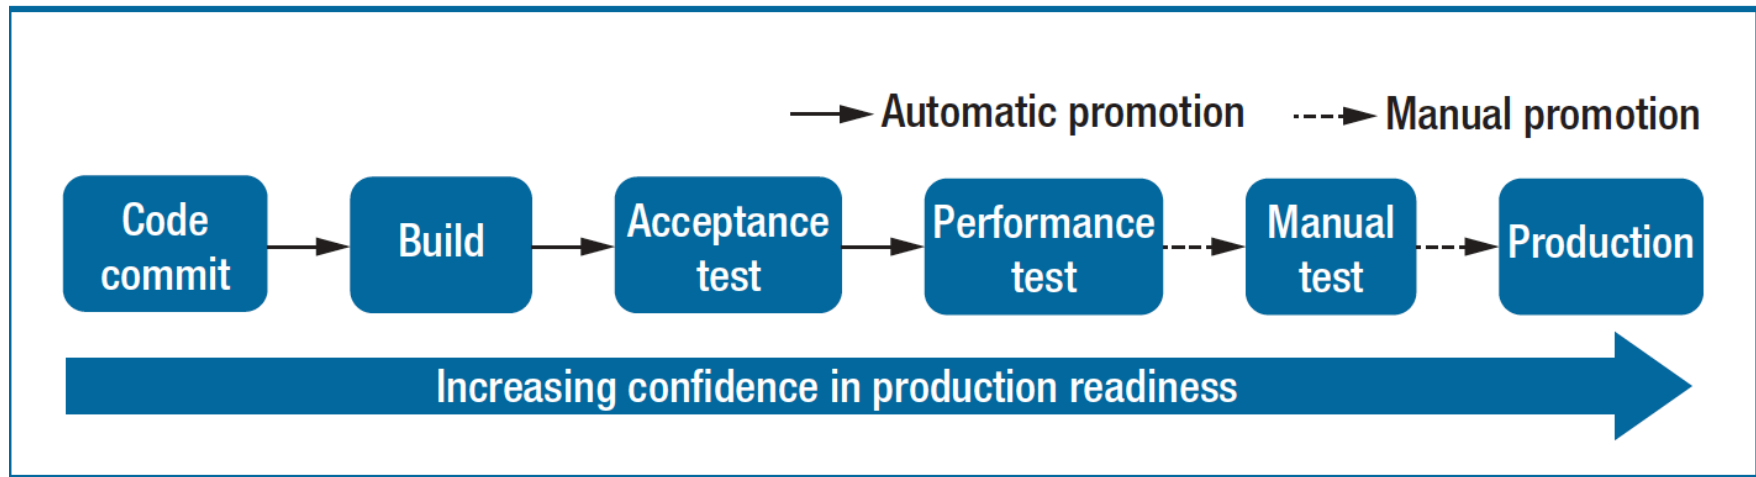 Automatic promotion
Manual promotion
Code
commit
Build
Acceptance
test
Performance
test
Manual
test
Production
Increasing confidence in production readiness